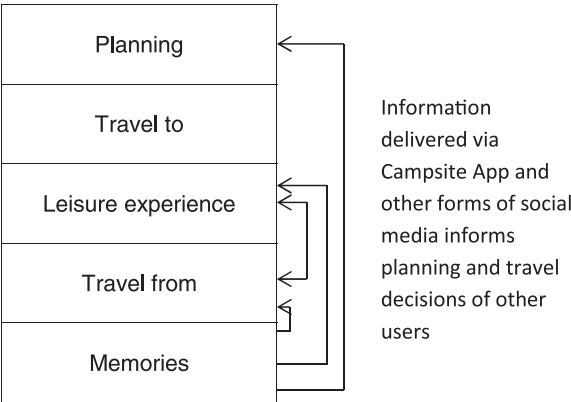 Planning
Travel to
Leisure experience
Travel from
Memories
Information
delivered via
Campsite App and
other forms of social
media informs
planning and travel
decisions of other
users